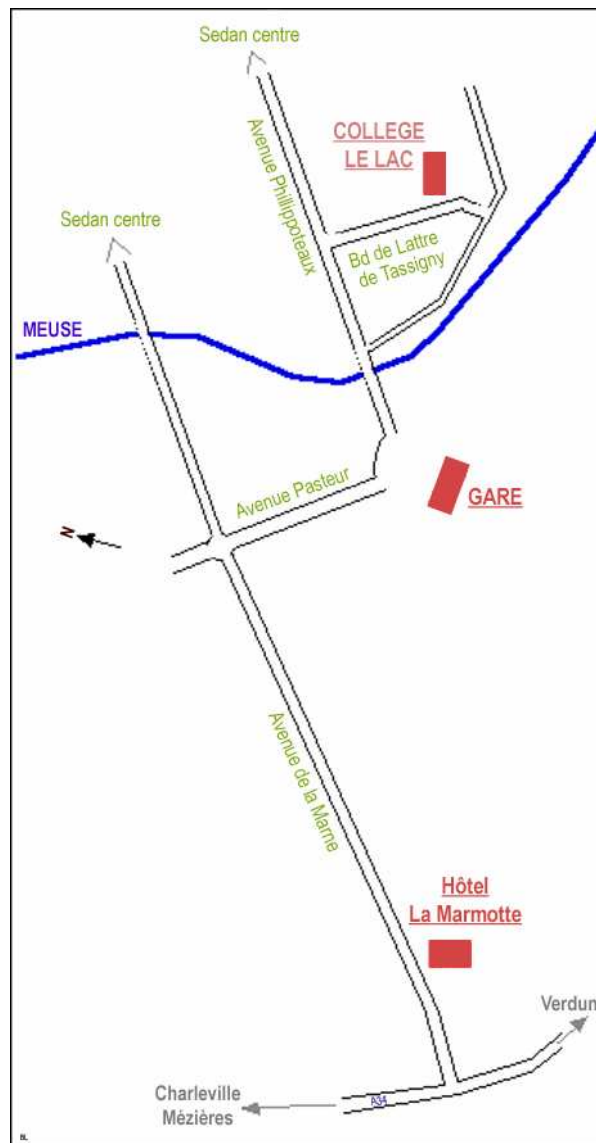 Sedan centre
Avenue Phillippoteaux
COLLEGE
LE LAC
Sedan centre
Bd de Lattre
de Tassigny
MEUSE
Avenue Pasteur
GARE
N
Avenue de la Marne
Hôtel
La Marmotte
Verdun
Charleville
Mézières
A34